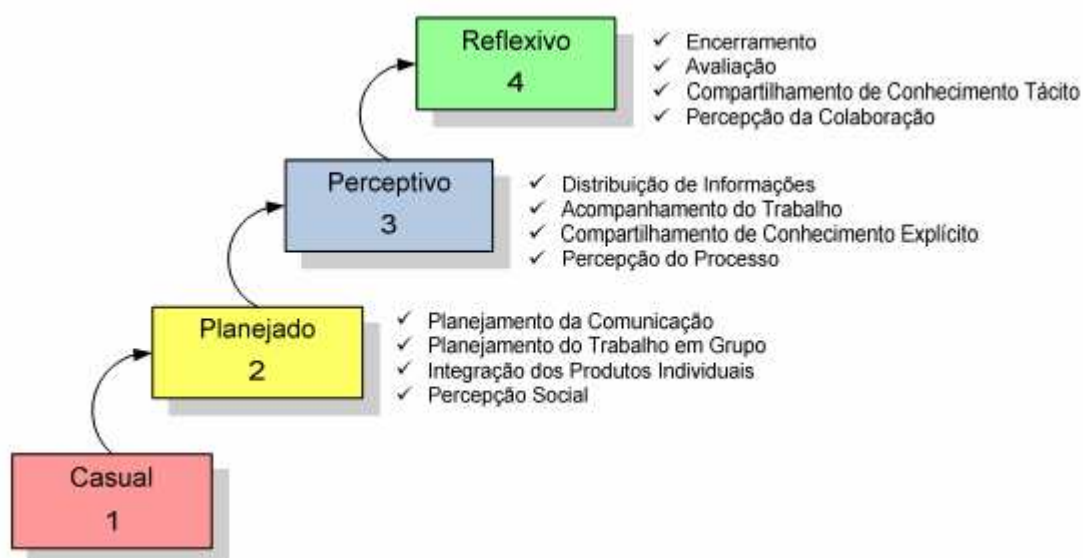 Reflexivo
4
✓ Encerramento
✓ Avaliação
✓ Compartilhamento de Conhecimento Tácito
✓ Percepção da Colaboração
Perceptivo
3
✓ Distribuição de Informações
✓ Acompanhamento do Trabalho
✓ Compartilhamento de Conhecimento Explícito
✓ Percepção do Processo
Planejado
2
✓ Planejamento da Comunicação
✓ Planejamento do Trabalho em Grupo
✓ Integração dos Produtos Individuais
✓ Percepção Social
Casual
1